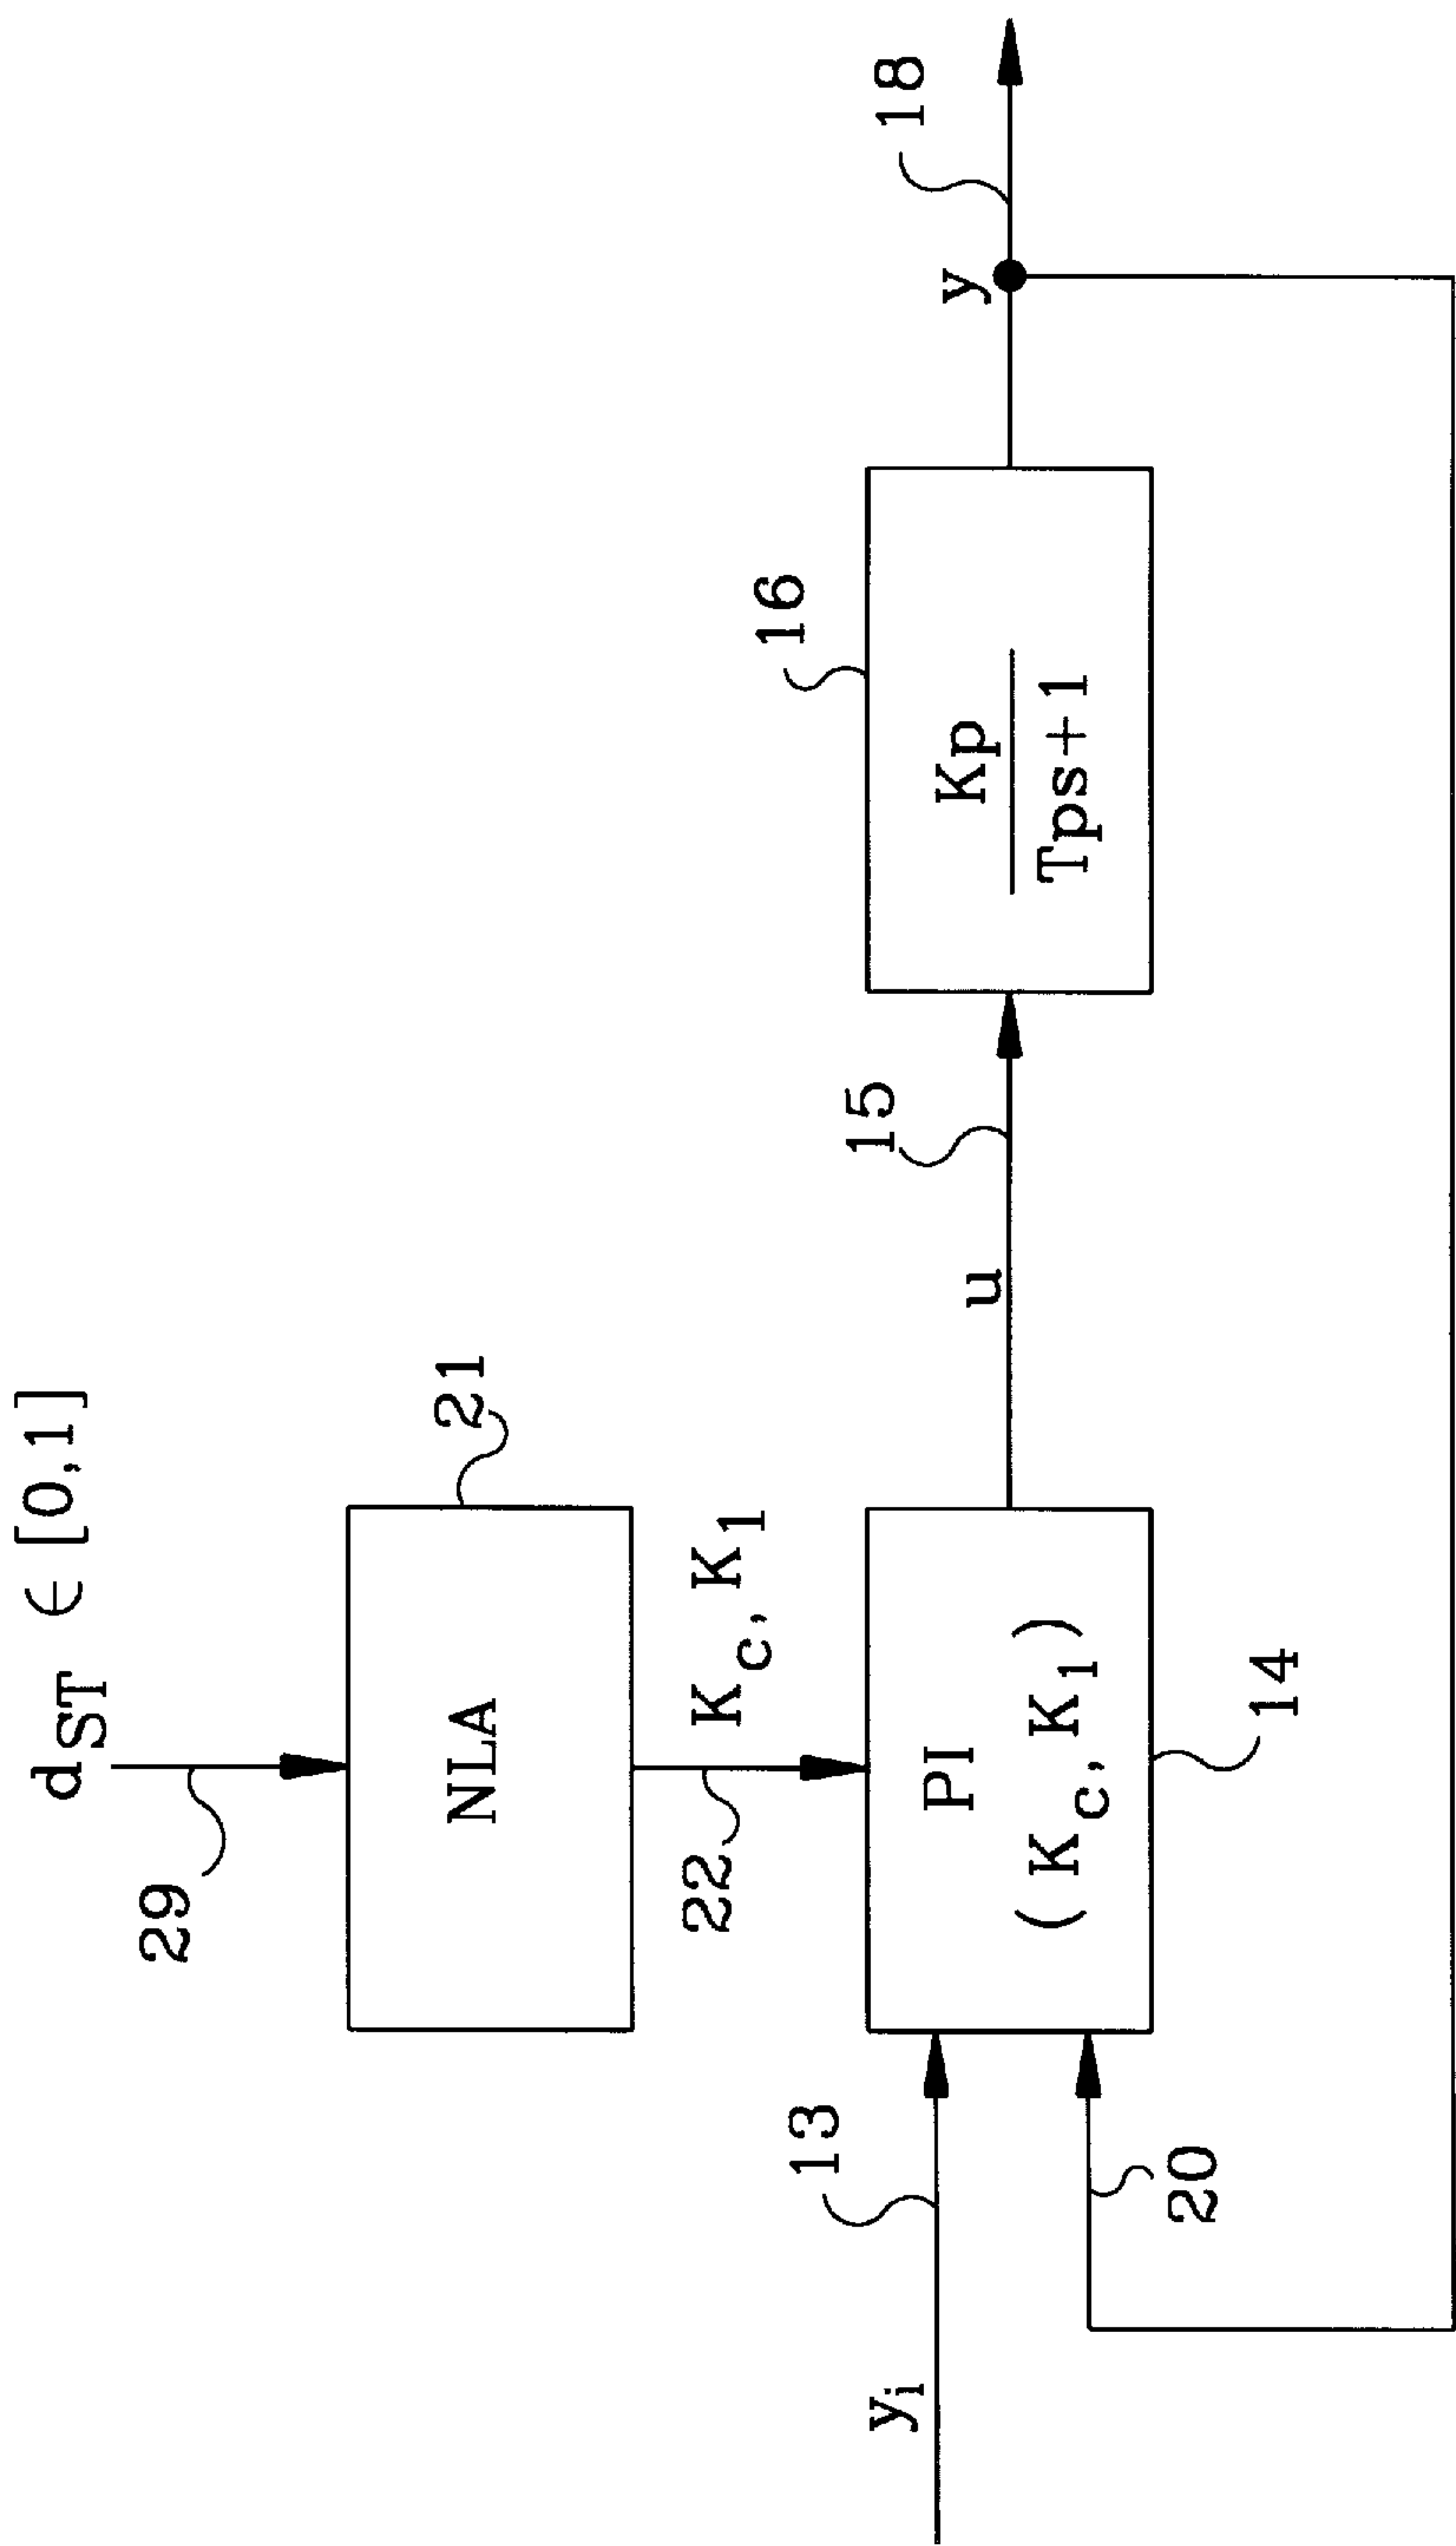 d_ST ∈ [0,1]
29
NLA
21
22
K_c, K_1
y_i
13
PI
(K_c, K_1)
14
20
u
15
16
Kp
Tps+1
y
18